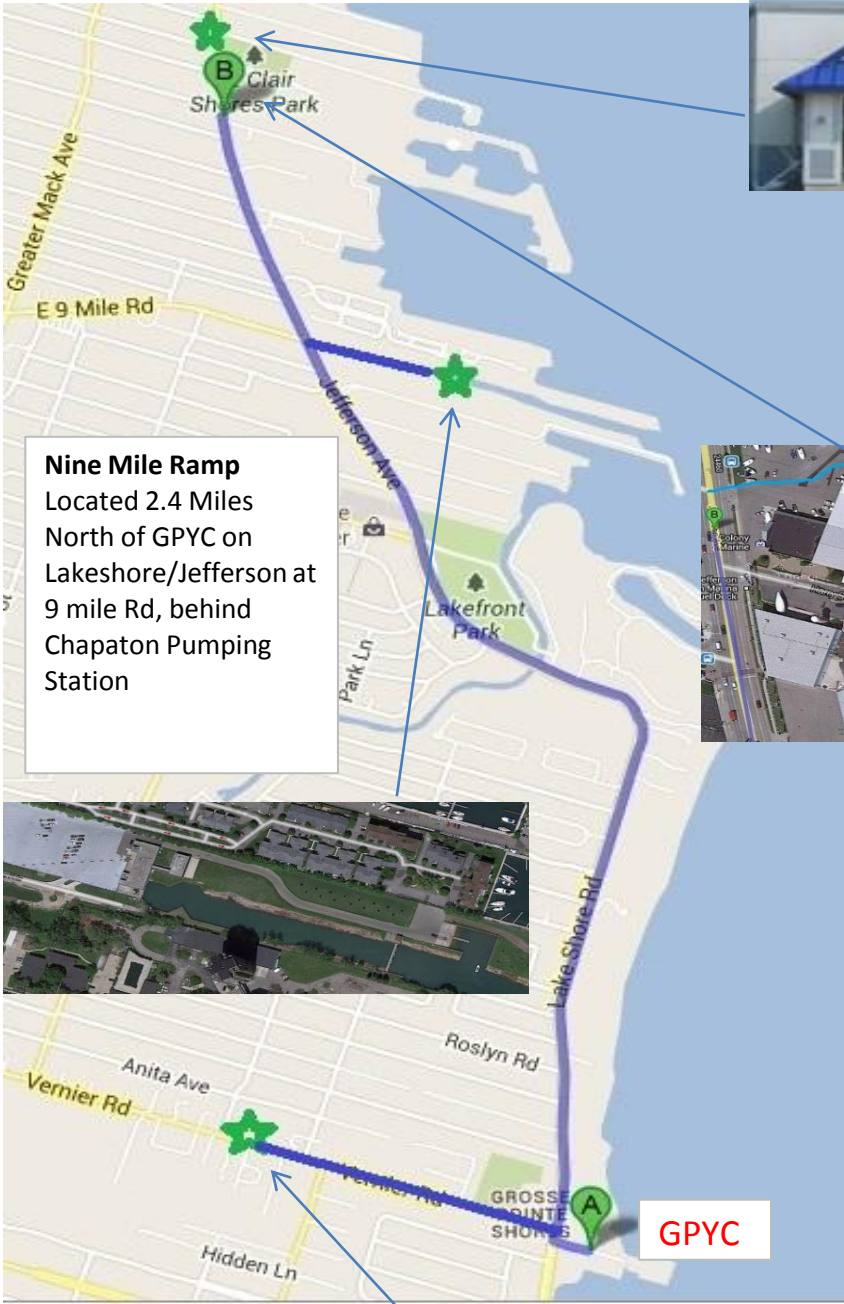 B
Clair
Shores Park
Greater Mack Ave
E 9 Mile Rd
Jefferson Ave
Nine Mile Ramp
Located 2.4 Miles
North of GPYC on
Lakeshore/Jefferson at
9 mile Rd, behind
Chapaton Pumping
Station
Lakefront
Park
Park Ln
B
Colony
Marine
Lake Shore Rd
Roslyn Rd
Anita Ave
Vernier Rd
Vernier Rd
GROSSE
POINTE
SHORES
A
GPYC
Hidden Ln